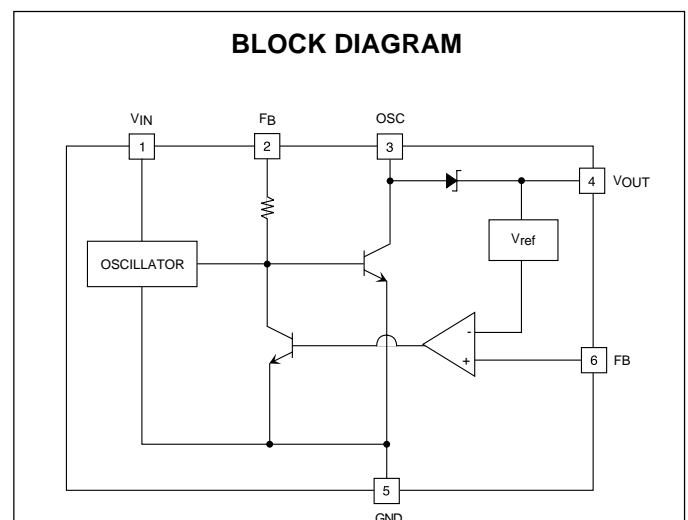 BLOCK DIAGRAM
VIN
FB
OSC
1
2
3
4
VOUT
Vref
OSCILLATOR
-
+
6
FB
5
GND